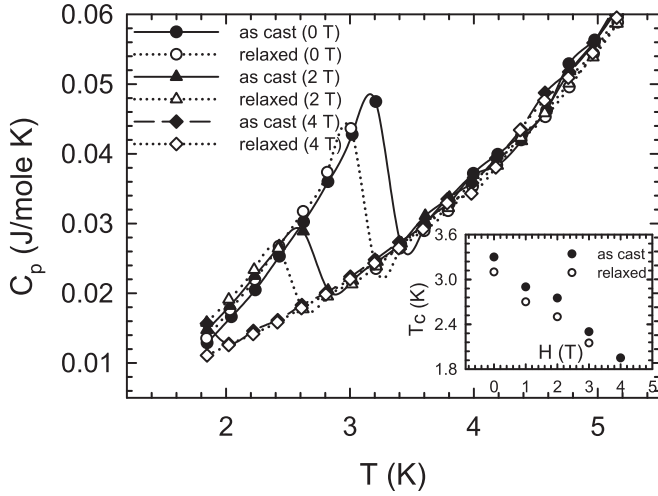 0.06
0.05
0.04
0.03
0.02
0.01
C_p (J/mole K)
as cast (0 T)
relaxed (0 T)
as cast (2 T)
relaxed (2 T)
as cast (4 T)
relaxed (4 T)
2 3 4 5
T (K)
3.6
3.0
2.4
1.8
Tc (K)
as cast
relaxed
H (T)
0 1 2 3 4 5